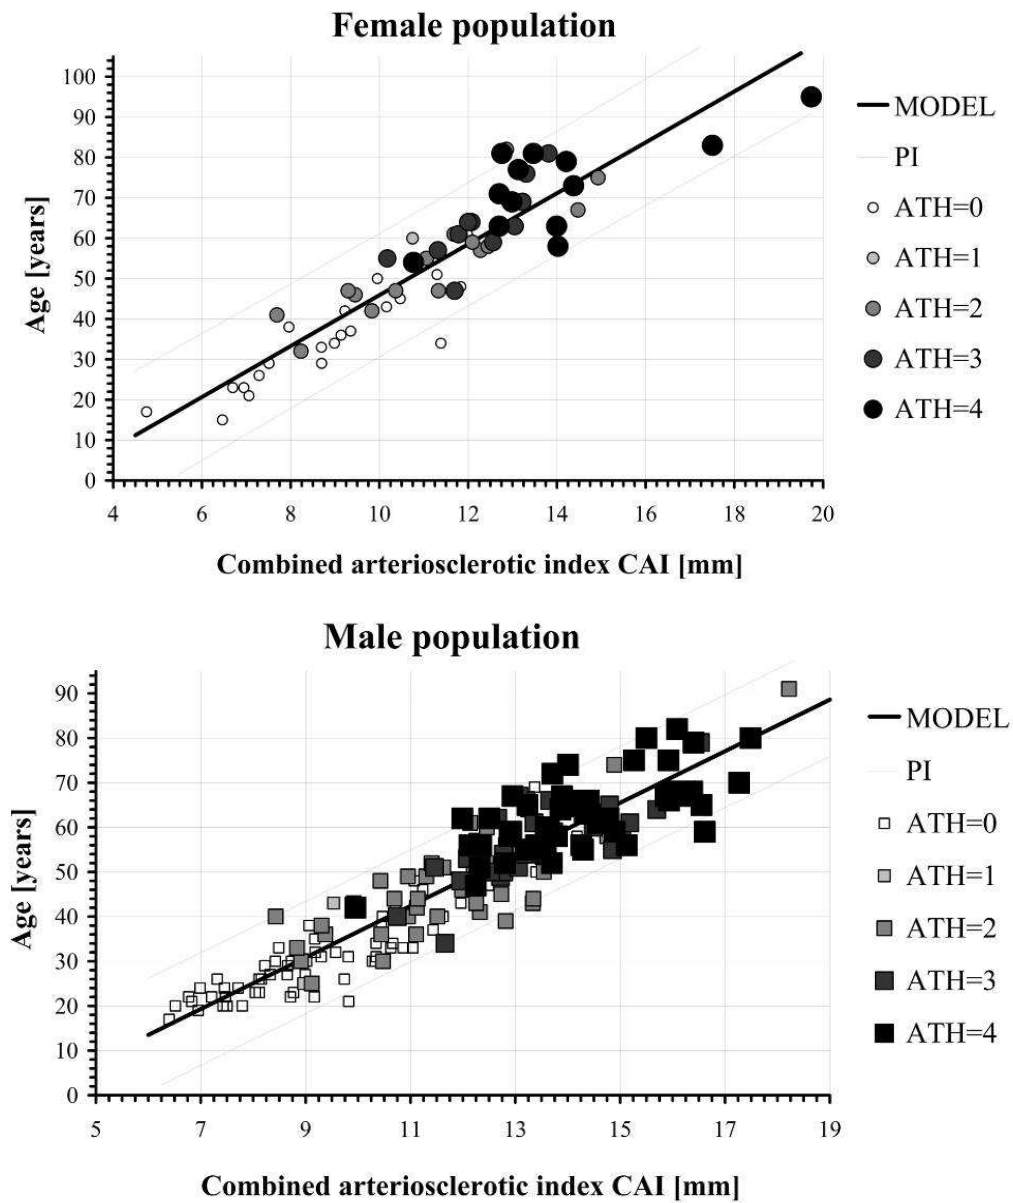 Female population
100
90
80
70
60
50
40
30
20
10
0
Age [years]
4 6 8 10 12 14 16 18 20
Combined arteriosclerotic index CAI [mm]
MODEL
PI
ATH=0
ATH=1
ATH=2
ATH=3
ATH=4
Male population
90
80
70
60
50
40
30
20
10
0
Age [years]
5 7 9 11 13 15 17 19
Combined arteriosclerotic index CAI [mm]
MODEL
PI
ATH=0
ATH=1
ATH=2
ATH=3
ATH=4